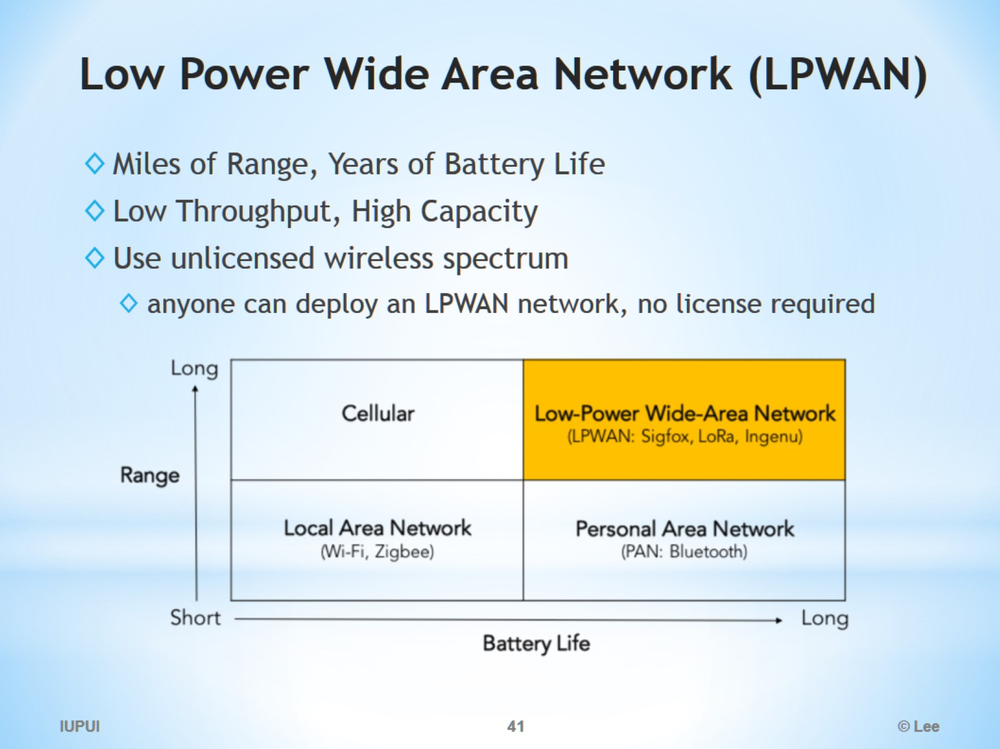 Low Power Wide Area Network (LPWAN)
Miles of Range, Years of Battery Life
Low Throughput, High Capacity
Use unlicensed wireless spectrum
anyone can deploy an LPWAN network, no license required
Long
Cellular
Low-Power Wide-Area Network
(LPWAN: Sigfox, LoRa, Ingenu)
Range
Local Area Network
(Wi-Fi, Zigbee)
Personal Area Network
(PAN: Bluetooth)
Short
Long
Battery Life
IUPUI
41
© Lee